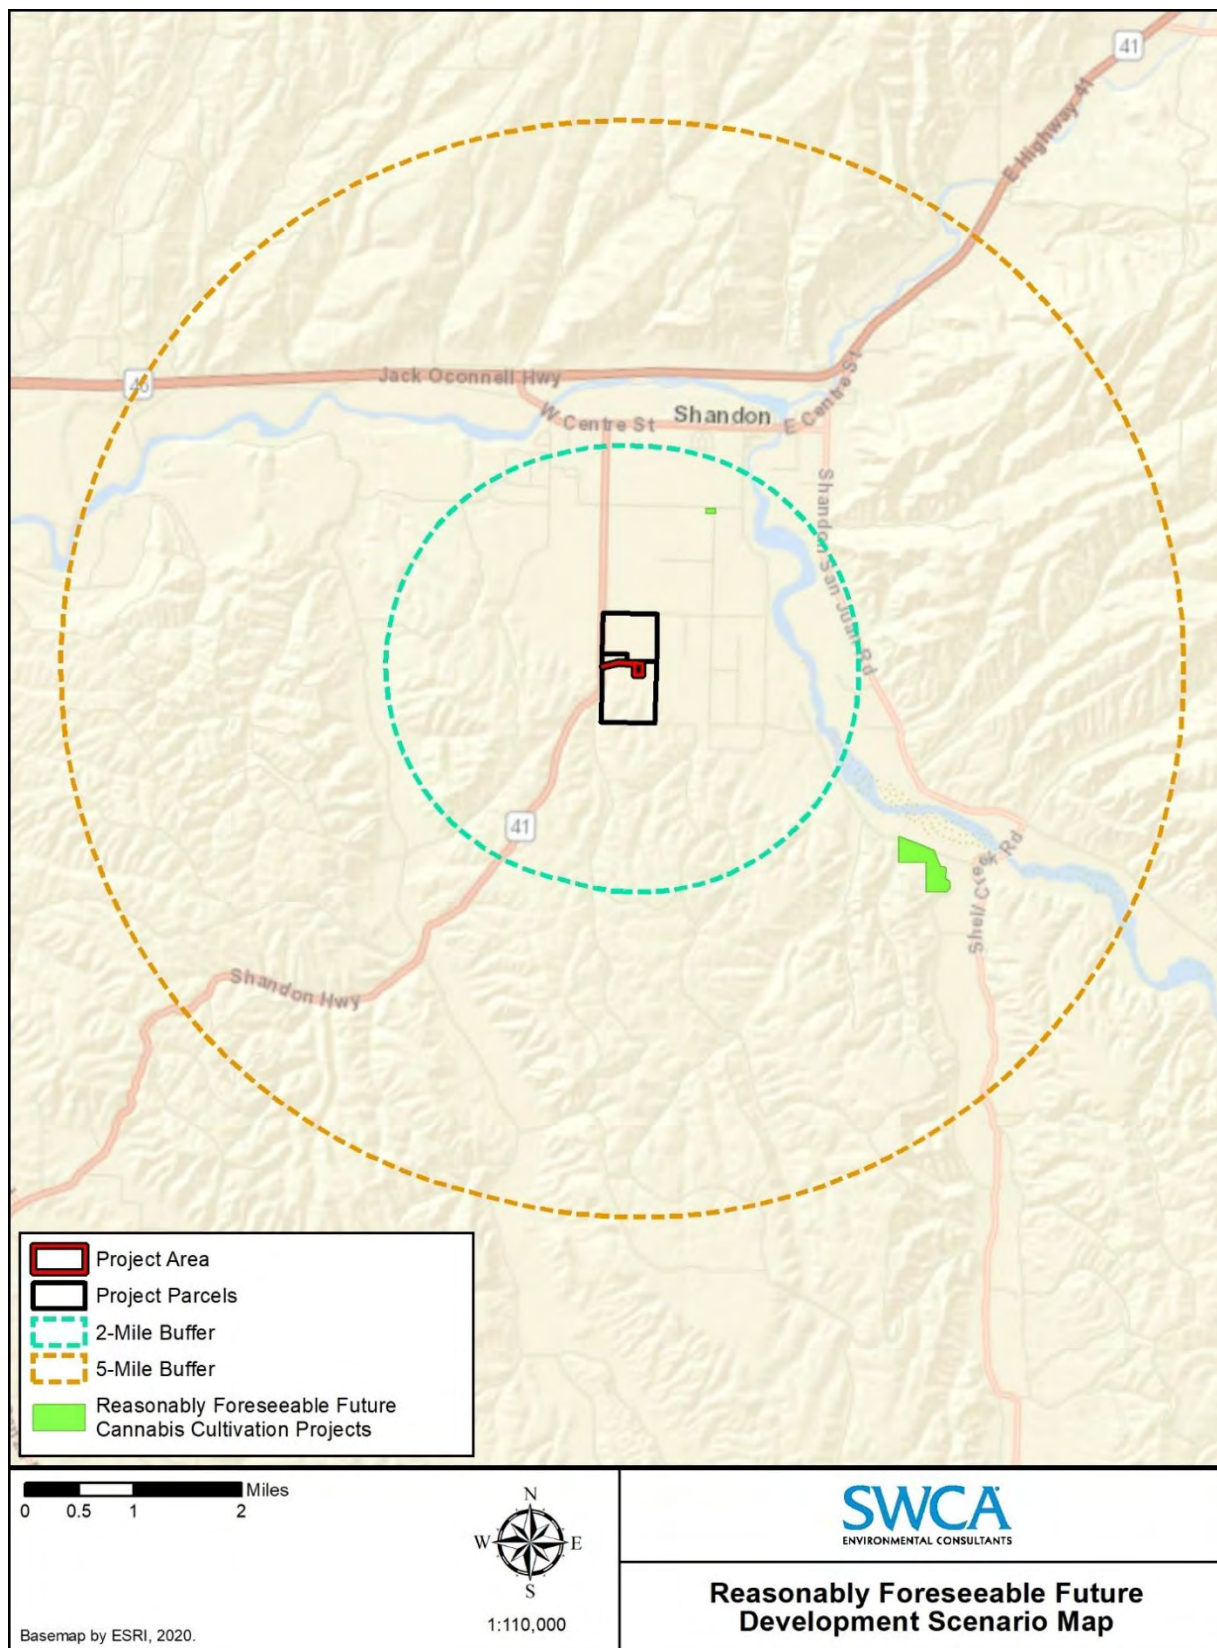 41
E Highway 41
46
Jack Oconnell Hwy
W Centre St
Shandon
E Centre St
Shandon San Juan Rd
41
Shell Creek Rd
Shandon Hwy
Project Area
Project Parcels
2-Mile Buffer
5-Mile Buffer
Reasonably Foreseeable Future
Cannabis Cultivation Projects
Miles
0 0.5 1 2
N
W E
S
1:110,000
Basemap by ESRI, 2020.
SWCA
ENVIRONMENTAL CONSULTANTS
Reasonably Foreseeable Future
Development Scenario Map